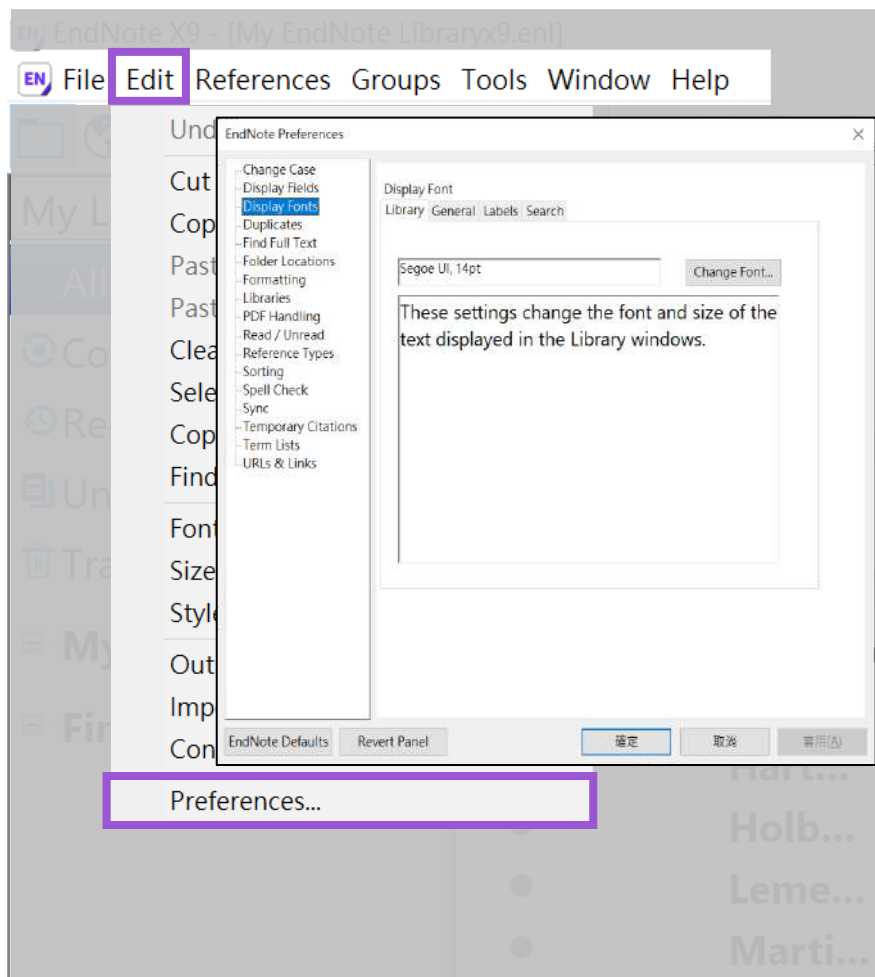 EndNote X9 - [My EndNote Libraryx9.enl]
EN File Edit References Groups Tools Window Help
Und
Cut
Cop
Past
Past
Clea
Sele
Cop
Find
Font
Size
Style
Out
Imp
Con
Preferences...
My L
All
Co
Re
Un
Tra
My
Fin
EndNote Preferences
Change Case
Display Fields
Display Fonts
Duplicates
Find Full Text
Folder Locations
Formatting
Libraries
PDF Handling
Read / Unread
Reference Types
Sorting
Spell Check
Sync
Temporary Citations
Term Lists
URLs & Links
Display Font
Library General Labels Search
Segoe UI, 14pt
Change Font...
These settings change the font and size of the
text displayed in the Library windows.
EndNote Defaults Revert Panel 確定 取消 套用(A)
Hart...
Holb...
Leme...
Marti...